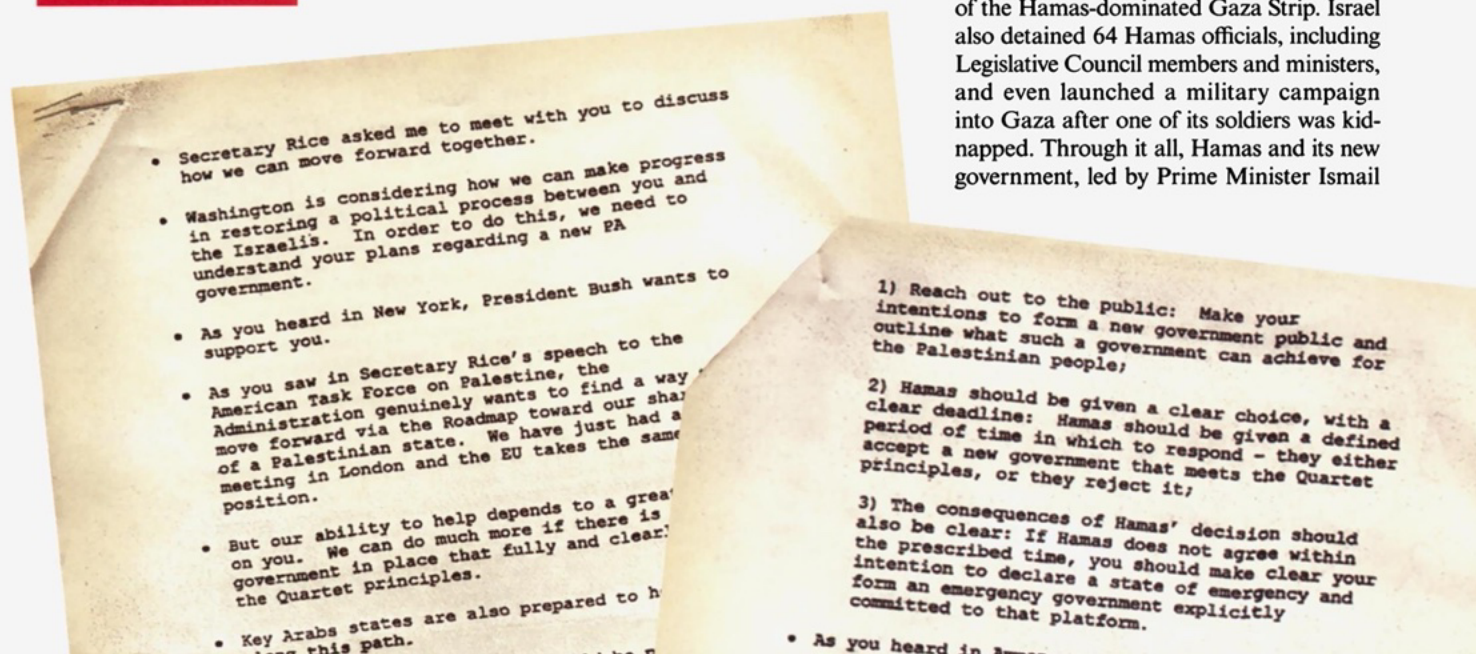 of the Hamas-dominated Gaza Strip. Israel
also detained 64 Hamas officials, including
Legislative Council members and ministers,
and even launched a military campaign
into Gaza after one of its soldiers was kid-
napped. Through it all, Hamas and its new
government, led by Prime Minister Ismail
• Secretary Rice asked me to meet with you to discuss
how we can move forward together.
• Washington is considering how we can make progress
in restoring a political process between you and
the Israelis. In order to do this, we need to
understand your plans regarding a new PA
government.
• As you heard in New York, President Bush wants to
support you.
• As you saw in Secretary Rice's speech to the
American Task Force on Palestine, the
Administration genuinely wants to find a way
move forward via the Roadmap toward our
of a Palestinian state. We have just had a
meeting in London and the EU takes the same
position.
• But our ability to help depends to a
on you. We can do much more if there is
government in place that fully and
the Quartet principles.
• Key Arabs states are also prepared to
this path.
1) Reach out to the public: Make your
intentions to form a new government public and
outline what such a government can achieve for
the Palestinian people;
2) Hamas should be given a clear choice, with a
clear deadline: Hamas should be given a defined
period of time in which to respond – they either
accept a new government that meets the Quartet
principles, or they reject it;
3) The consequences of Hamas' decision should
also be clear: If Hamas does not agree within
the prescribed time, you should make clear your
intention to declare a state of emergency and
form an emergency government explicitly
committed to that platform.
• As you heard in